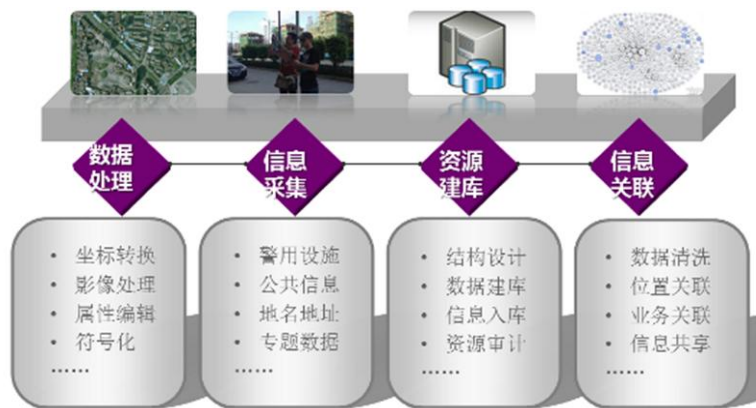 数据
处理
信息
采集
资源
建库
信息
关联
• 坐标转换
• 影像处理
• 属性编辑
• 符号化
……
• 警用设施
• 公共信息
• 地名地址
• 专题数据
……
• 结构设计
• 数据建库
• 信息入库
• 资源审计
……
• 数据清洗
• 位置关联
• 业务关联
• 信息共享
……